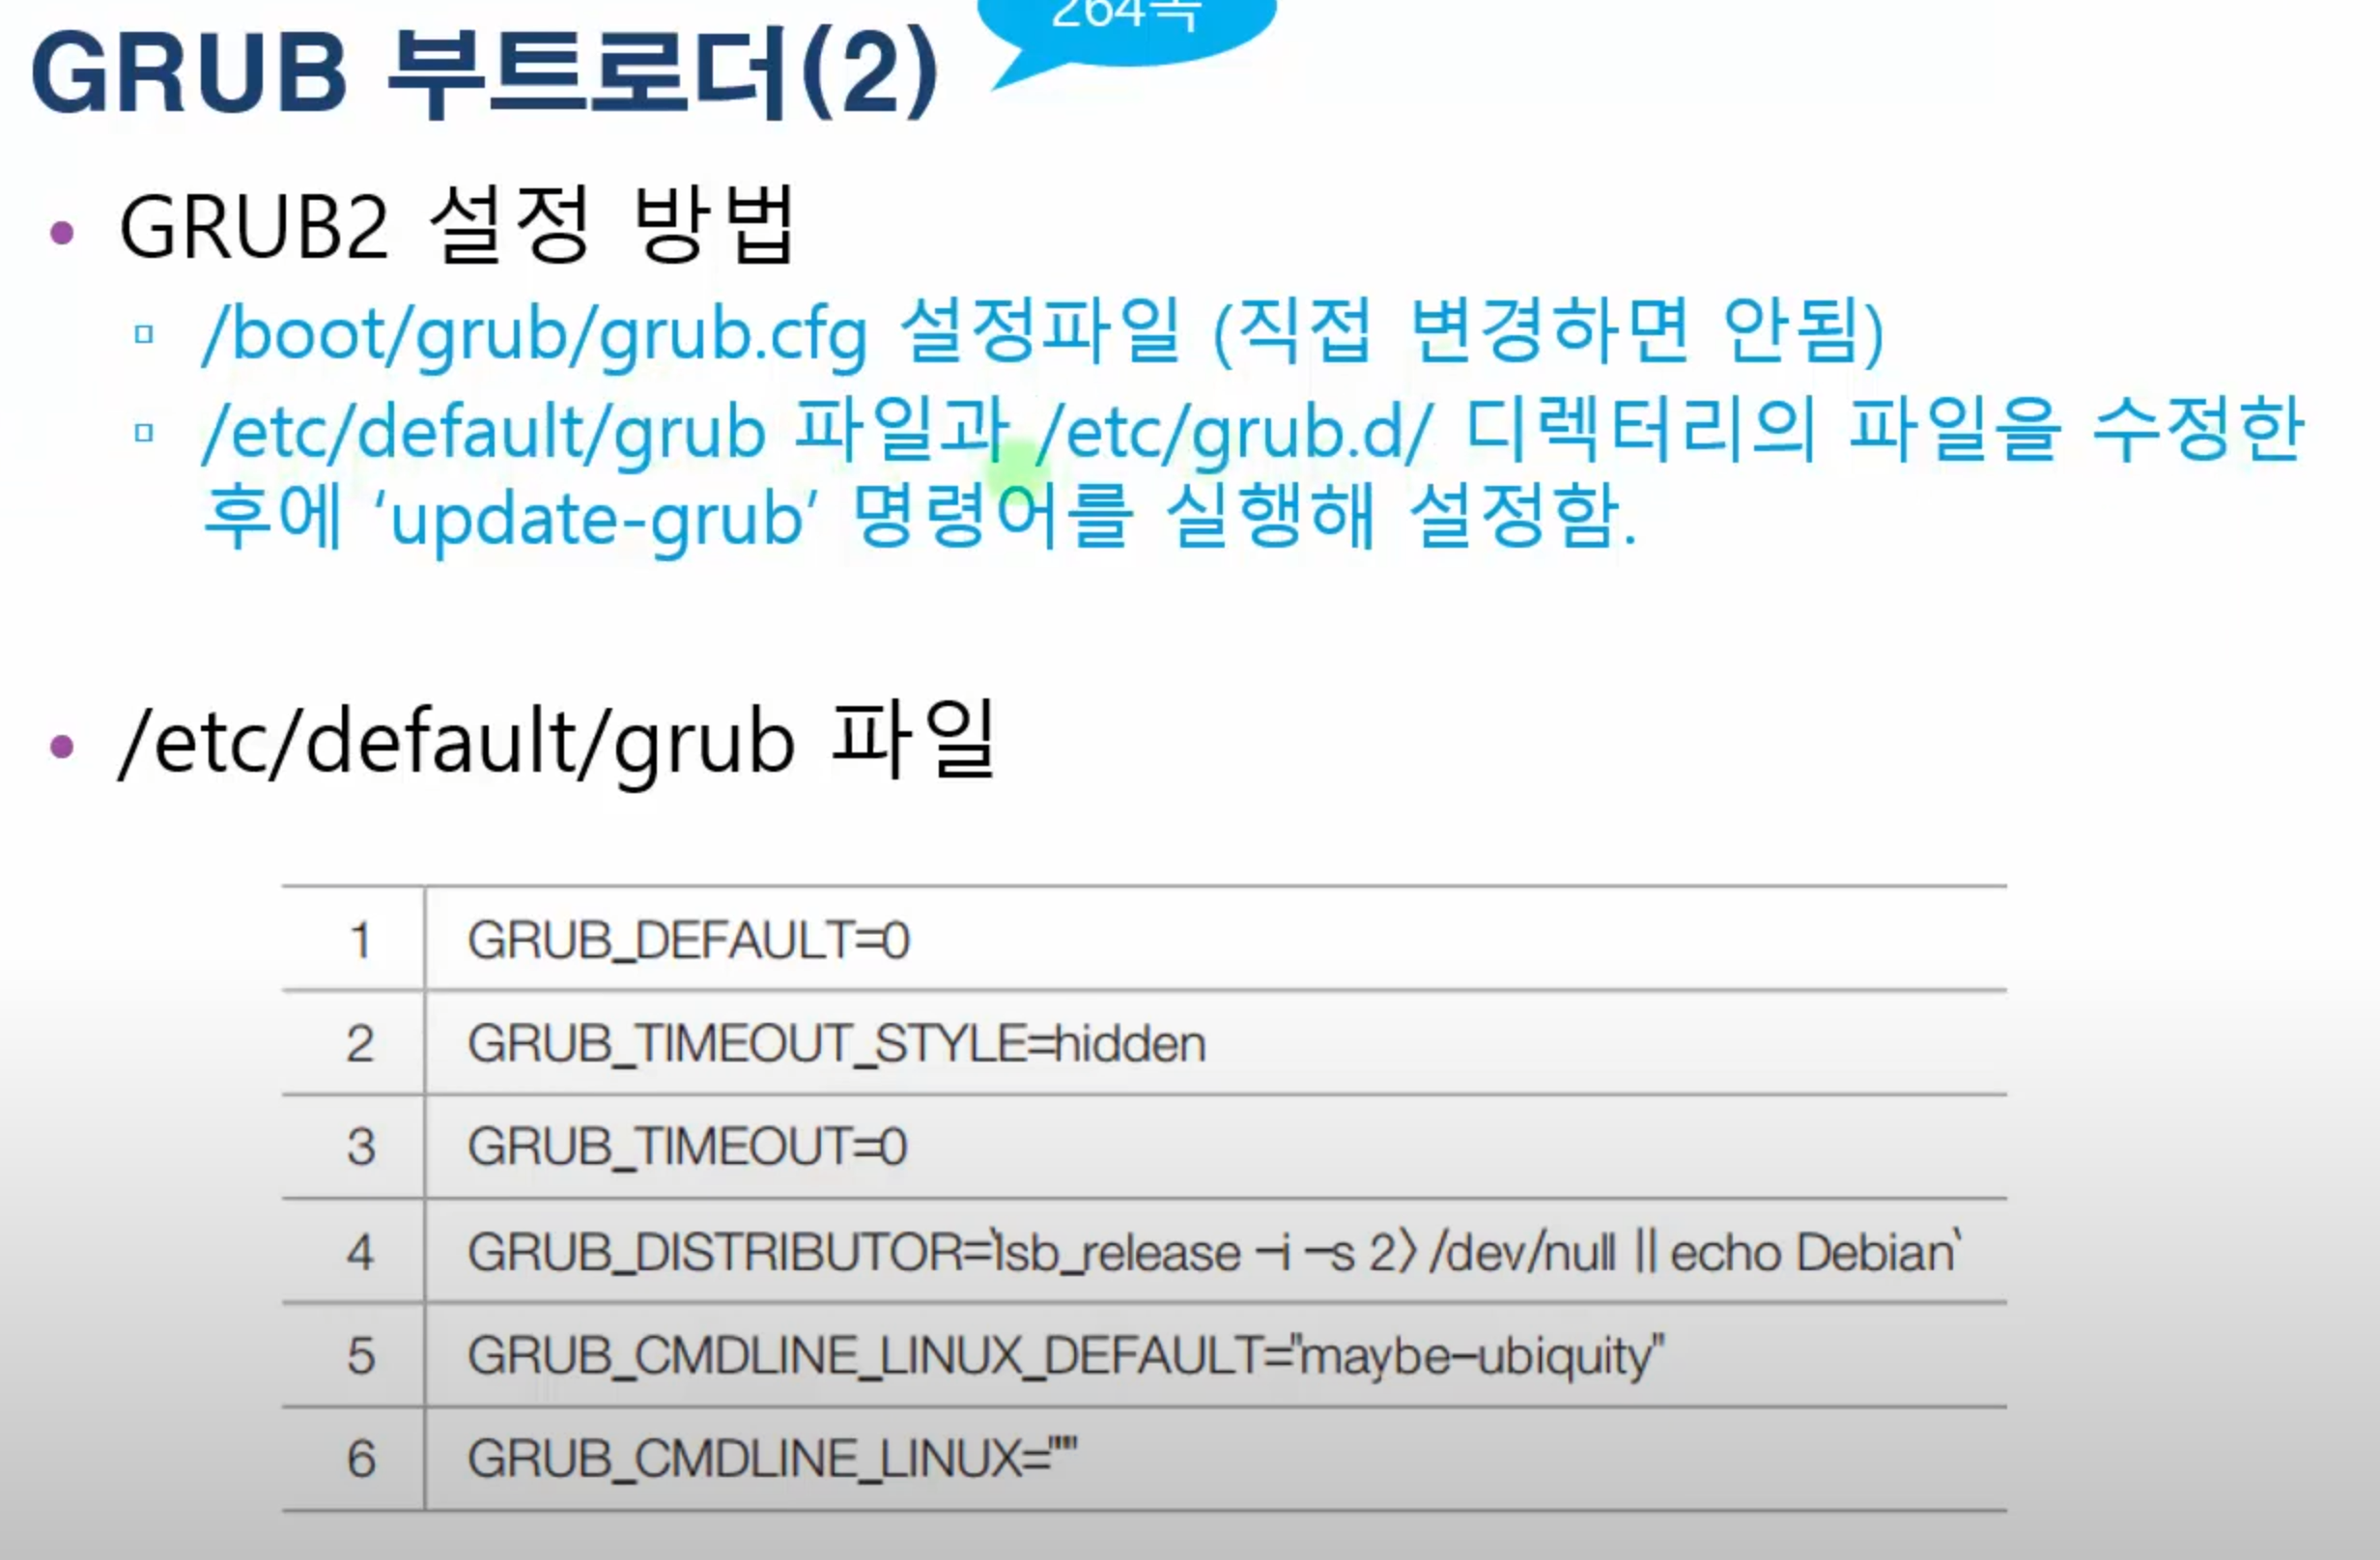 264쪽
GRUB 부트로더(2)
• GRUB2 설정 방법
▫ /boot/grub/grub.cfg 설정파일 (직접 변경하면 안됨)
▫ /etc/default/grub 파일과 /etc/grub.d/ 디렉터리의 파일을 수정한
후에 ‘update-grub’ 명령어를 실행해 설정함.
• /etc/default/grub 파일
1 GRUB_DEFAULT=0
2 GRUB_TIMEOUT_STYLE=hidden
3 GRUB_TIMEOUT=0
4 GRUB_DISTRIBUTOR=`lsb_release –i –s 2〉/dev/null || echo Debian`
5 GRUB_CMDLINE_LINUX_DEFAULT="maybe–ubiquity"
6 GRUB_CMDLINE_LINUX=""